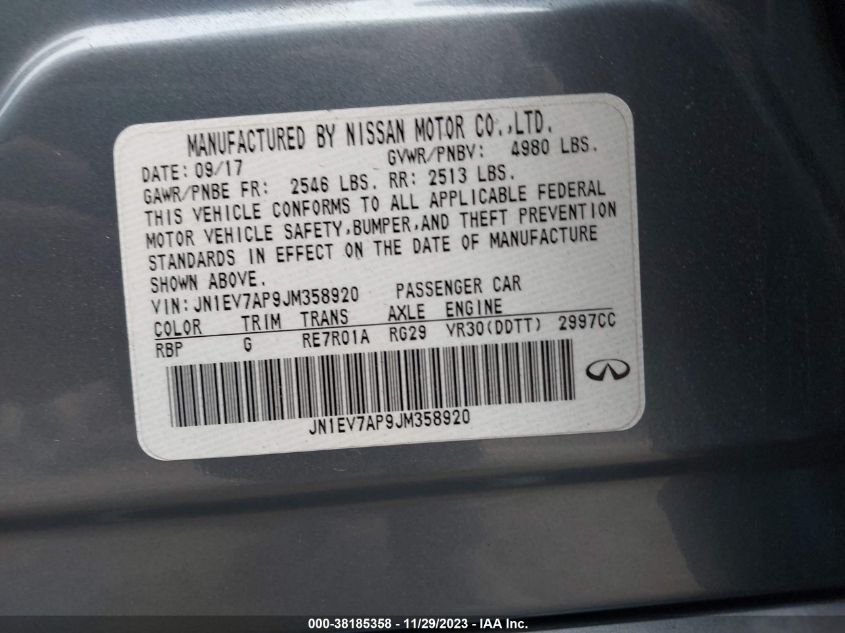 MANUFACTURED BY NISSAN MOTOR CO.,LTD.
DATE: 09/17 GVWR/PNBV: 4980 LBS.
GAWR/PNBE FR: 2546 LBS. RR: 2513 LBS.
THIS VEHICLE CONFORMS TO ALL APPLICABLE FEDERAL
MOTOR VEHICLE SAFETY,BUMPER,AND THEFT PREVENTION
STANDARDS IN EFFECT ON THE DATE OF MANUFACTURE
SHOWN ABOVE.
VIN:JN1EV7AP9JM358920 PASSENGER CAR
COLOR TRIM TRANS AXLE ENGINE
RBP G RE7R01A RG29 VR30(DDTT) 2997CC
JN1EV7AP9JM358920
000-38185358 - 11/29/2023 - IAA Inc.